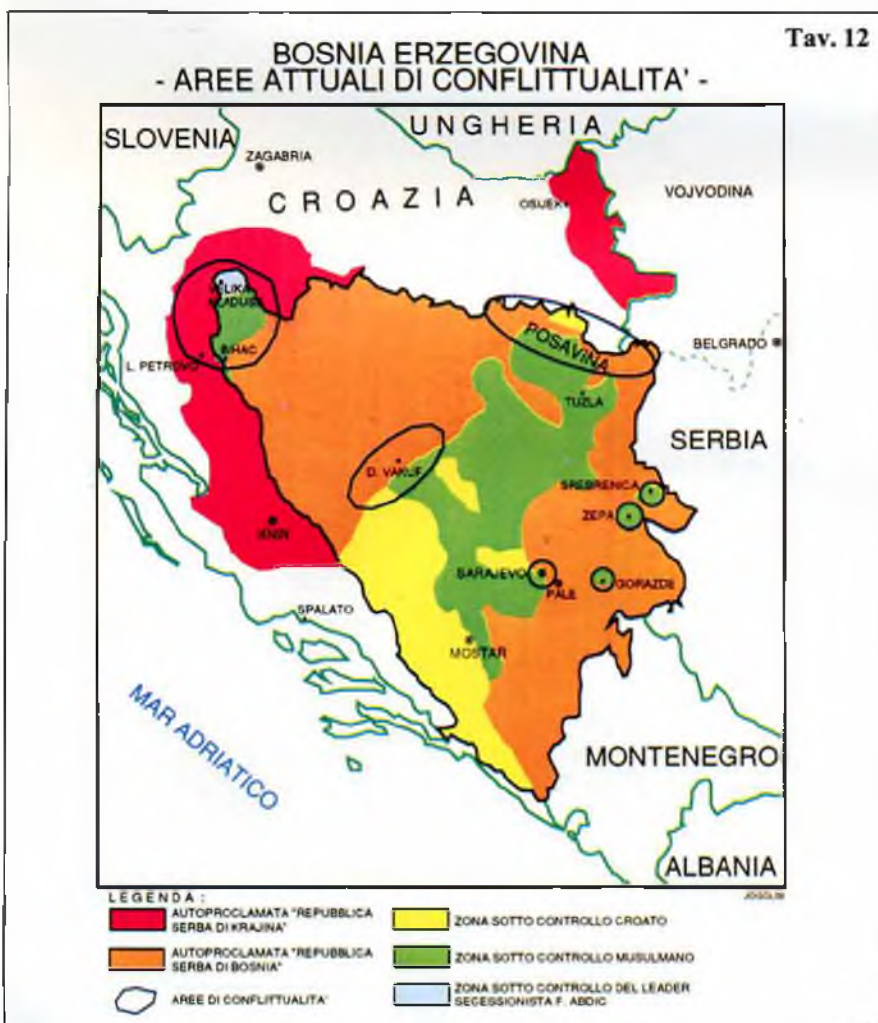 Tav. 12
BOSNIA ERZEGOVINA
- AREE ATTUALI DI CONFLITTUALITA' -
SLOVENIA
UNGHERIA
ZAGABRIA
CROAZIA
OSIJEK
VOJVODINA
VELIKA
KLADUSA
BIHAC
L. PETROVO
POSAVINA
BELGRADO
TUZLA
D. VAKUF
SERBIA
SREBRENICA
ZEPA
KNIN
SARAJEVO
PALE
GORAZDE
SPALATO
MOSTAR
MAR ADRIATICO
MONTENEGRO
ALBANIA
LEGENDA :
AUTOPROCLAMATA "REPUBBLICA
SERBA DI KRAJINA"
ZONA SOTTO CONTROLLO CROATO
AUTOPROCLAMATA "REPUBBLICA
SERBA DI BOSNIA"
ZONA SOTTO CONTROLLO MUSULMANO
AREE DI CONFLITTUALITA'
ZONA SOTTO CONTROLLO DEL LEADER
SECESSIONISTA F. ABDIC